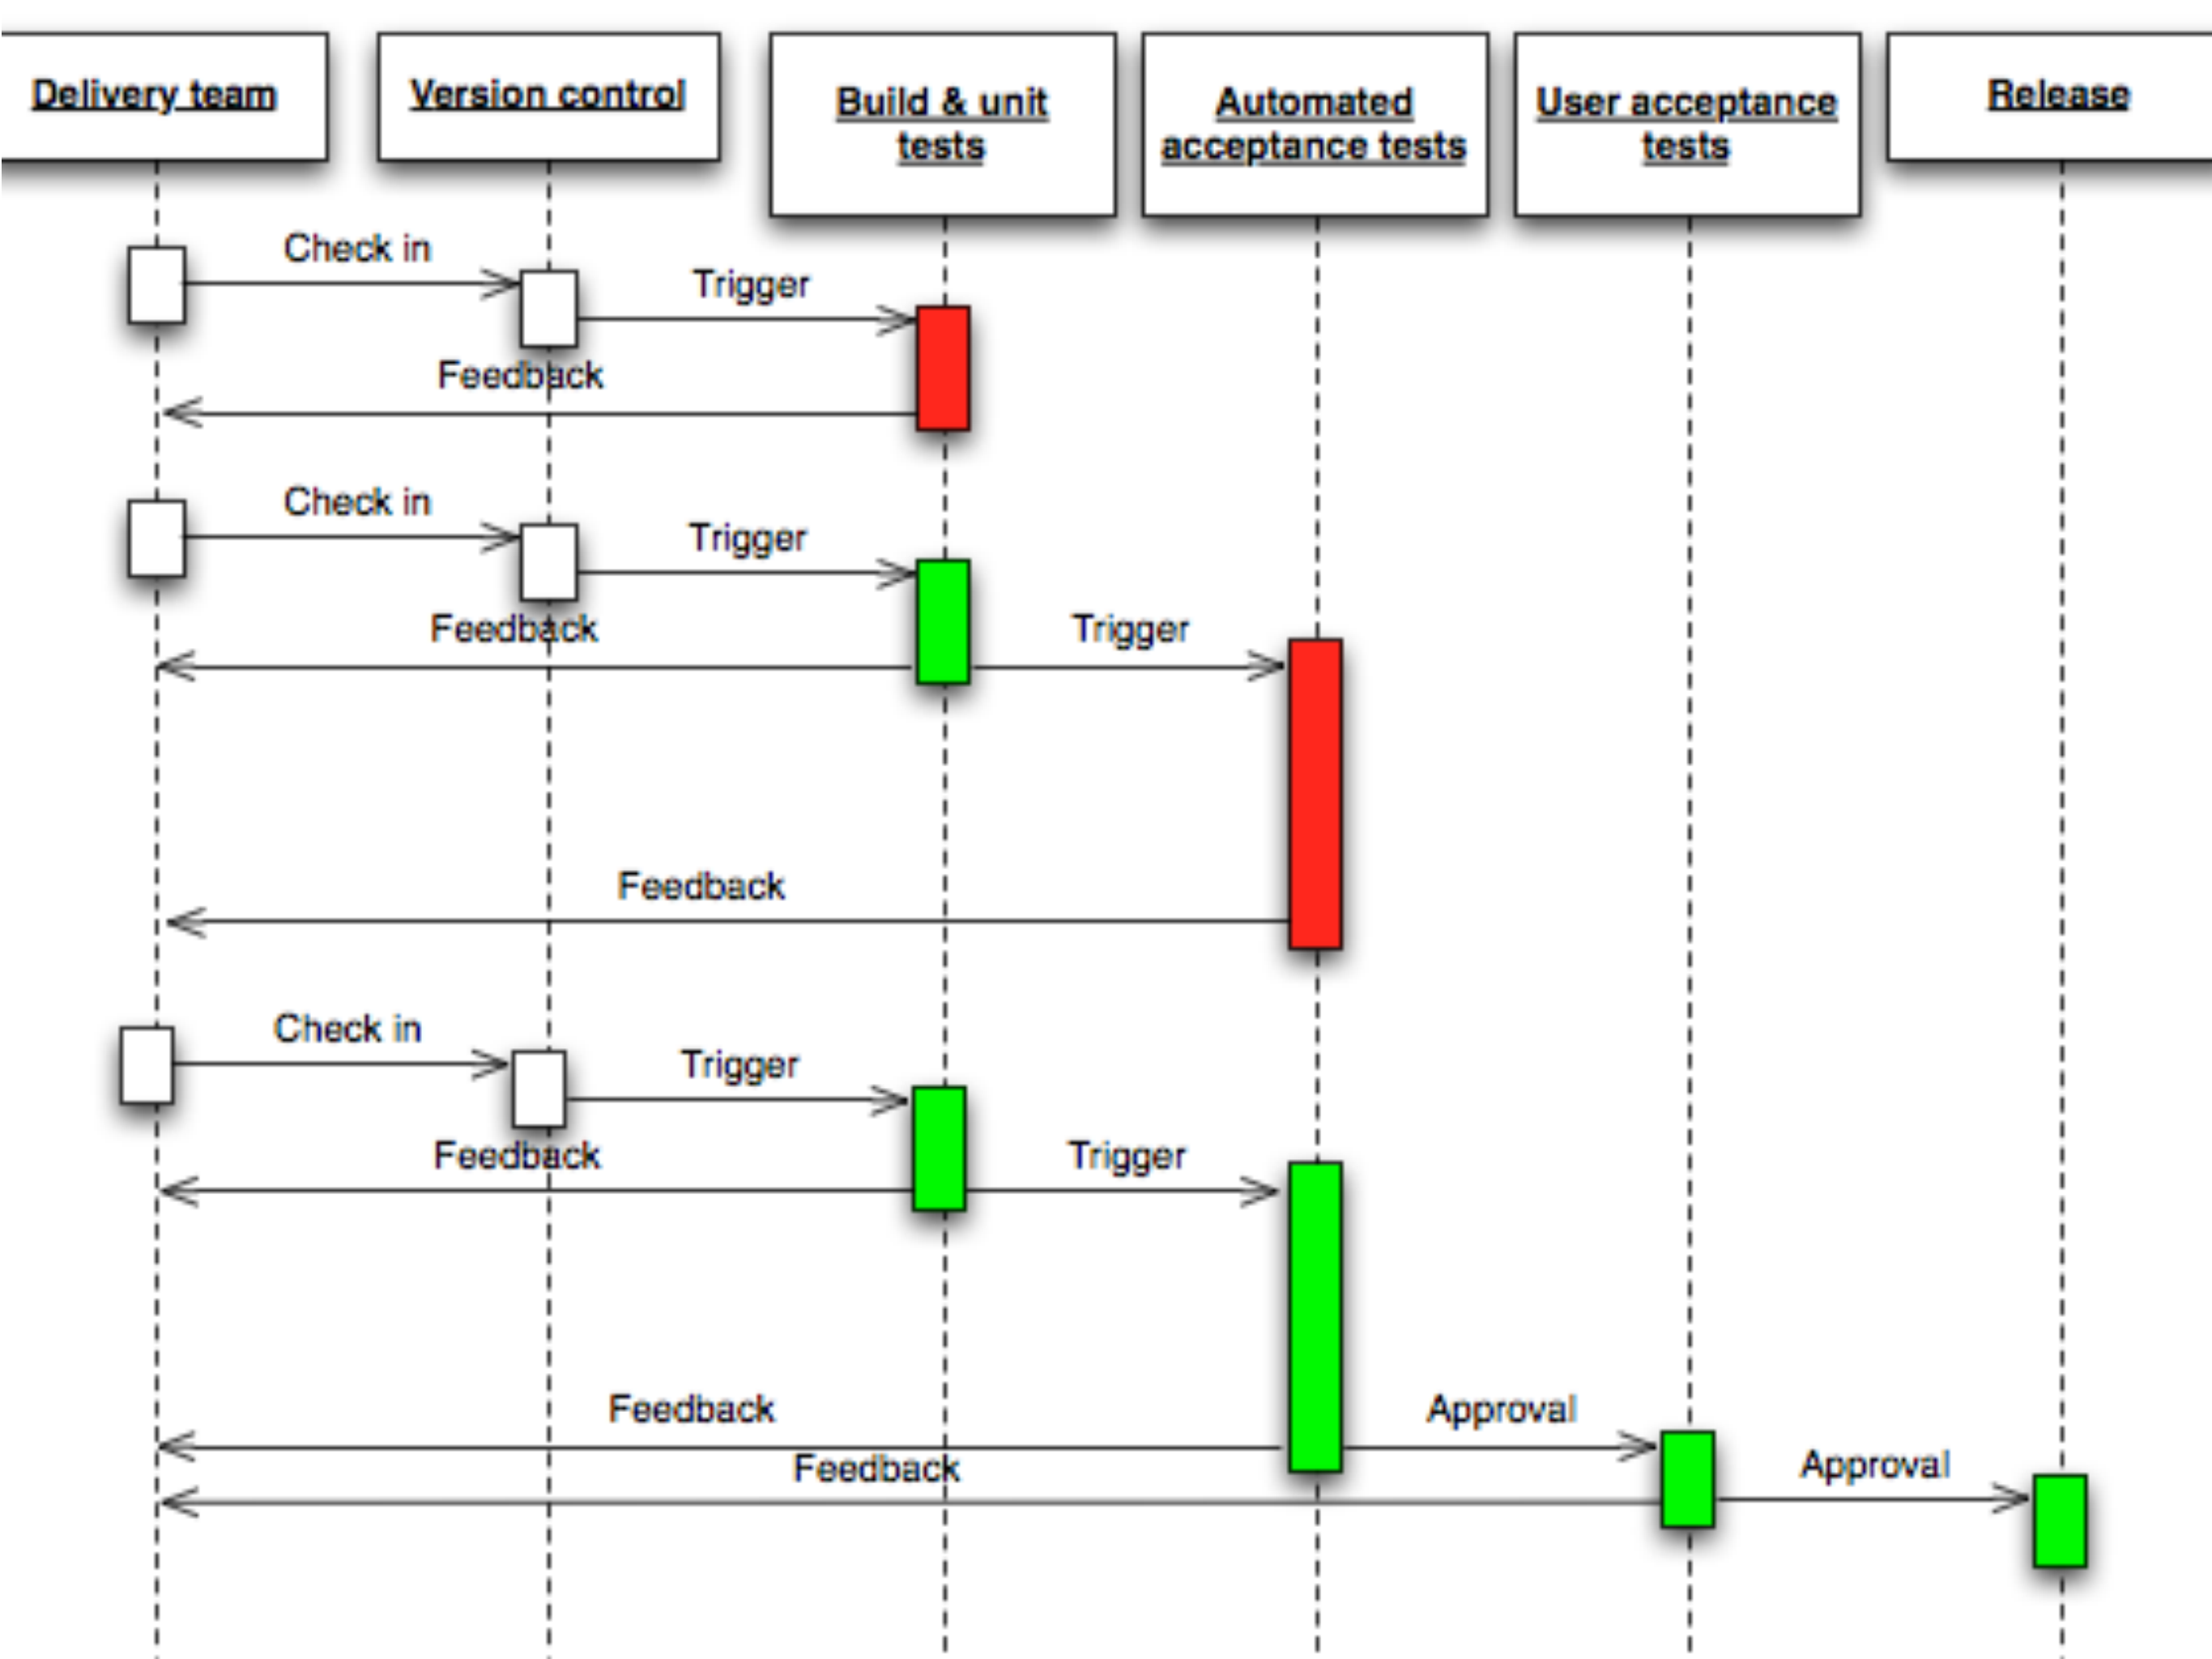 Delivery team
Version control
Build & unit
tests
Automated
acceptance tests
User acceptance
tests
Release
Check in
Trigger
Feedback
Check in
Trigger
Feedback
Trigger
Feedback
Check in
Trigger
Feedback
Trigger
Feedback
Approval
Feedback
Approval